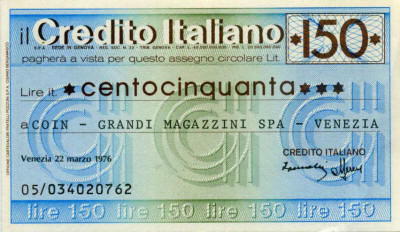 il Credito Italiano *150*
S.P.A. SEDE IN GENOVA
pagherà a vista per questo assegno circolare Lit.
Lire it *centocinquanta***
a COIN - GRANDI MAGAZZINI SPA - VENEZIA
Venezia 22 marzo 1976
CREDITO ITALIANO
05/034020762
lire 150 lire 150 lire 150 lire 150